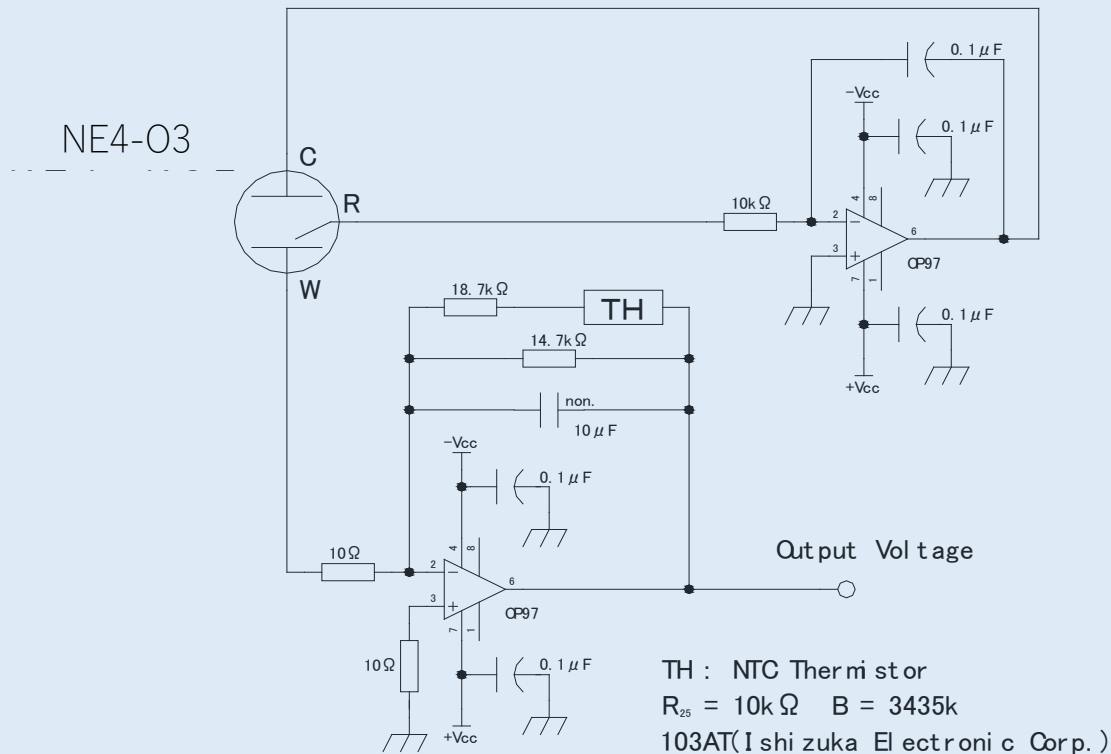 0.1μF
-Vcc
0.1μF
NE4-O3
C
R
10kΩ
4
8
2
6
3
OP97
7
1
W
18.7kΩ
TH
0.1μF
14.7kΩ
+Vcc
non.
10μF
-Vcc
0.1μF
10Ω
4
8
Output Voltage
2
6
3
OP97
7
1
10Ω
0.1μF
+Vcc
TH : NTC Thermistor
R25 = 10kΩ B = 3435k
103AT(Ishizuka Electronic Corp.)